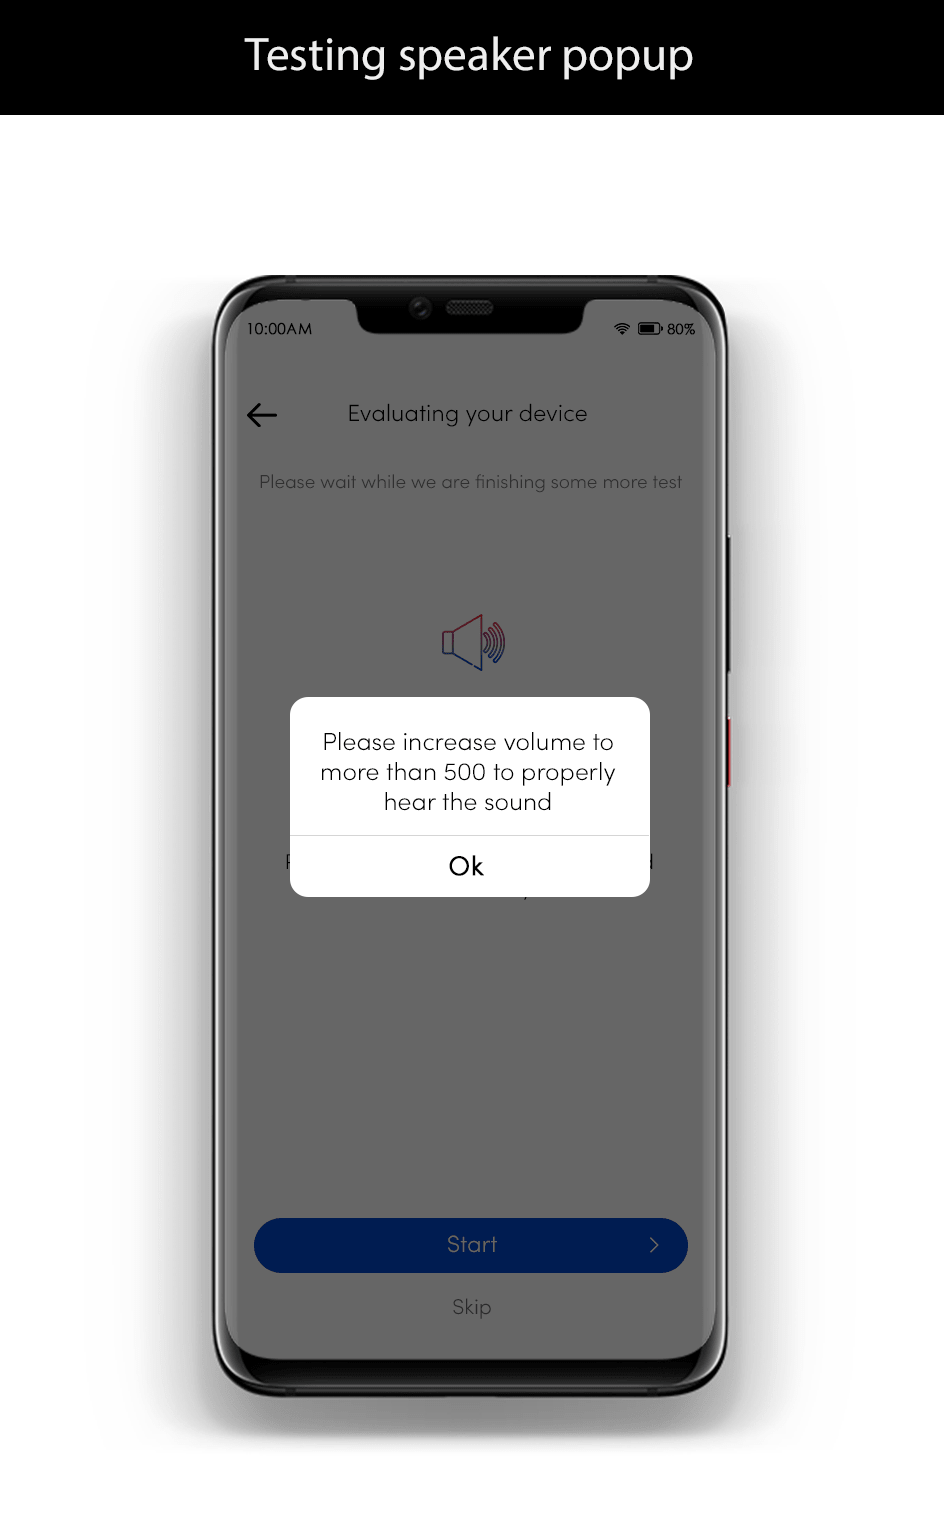 Testing speaker popup
10:00AM
80%
Evaluating your device
Please wait while we are finishing some more test
Please increase volume to
more than 500 to properly
hear the sound
Ok
Start
Skip